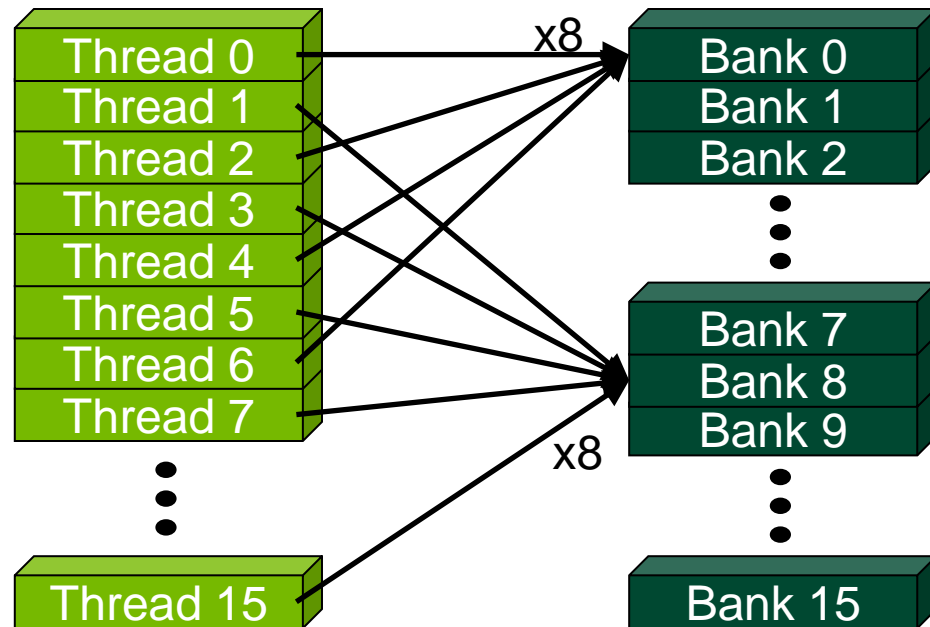 Thread 0
Thread 1
Thread 2
Thread 3
Thread 4
Thread 5
Thread 6
Thread 7
Thread 15
x8
x8
Bank 0
Bank 1
Bank 2
Bank 7
Bank 8
Bank 9
Bank 15